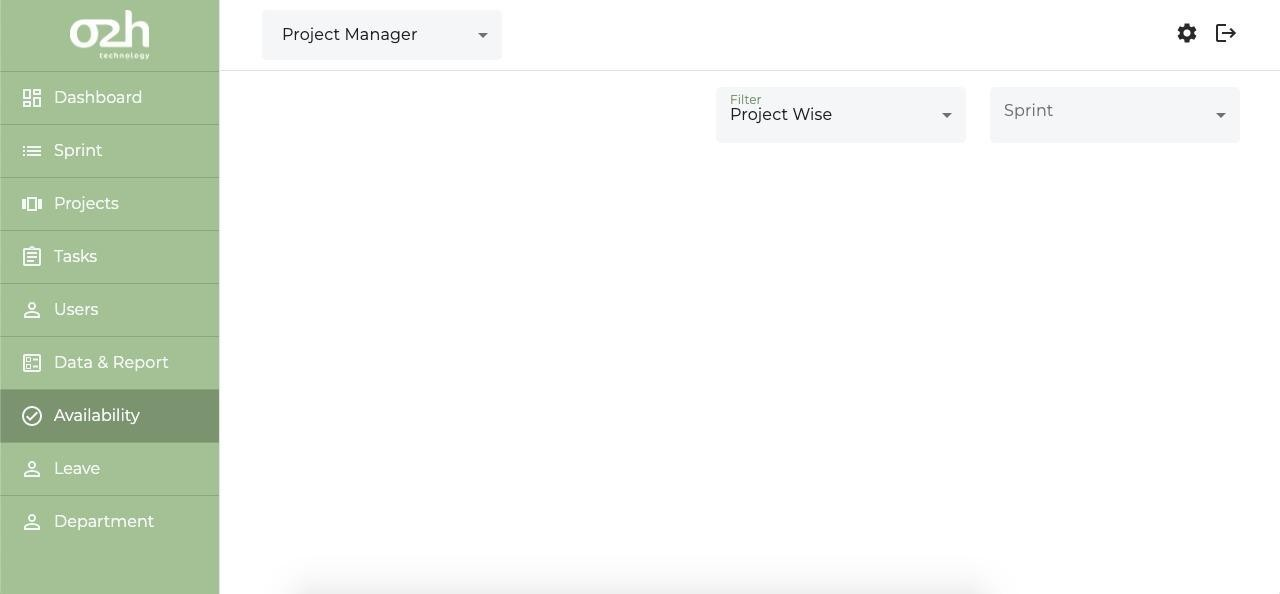 o2h
technology
Project Manager
Dashboard
Sprint
Projects
Tasks
Users
Data & Report
Availability
Leave
Department
Filter
Project Wise
Sprint